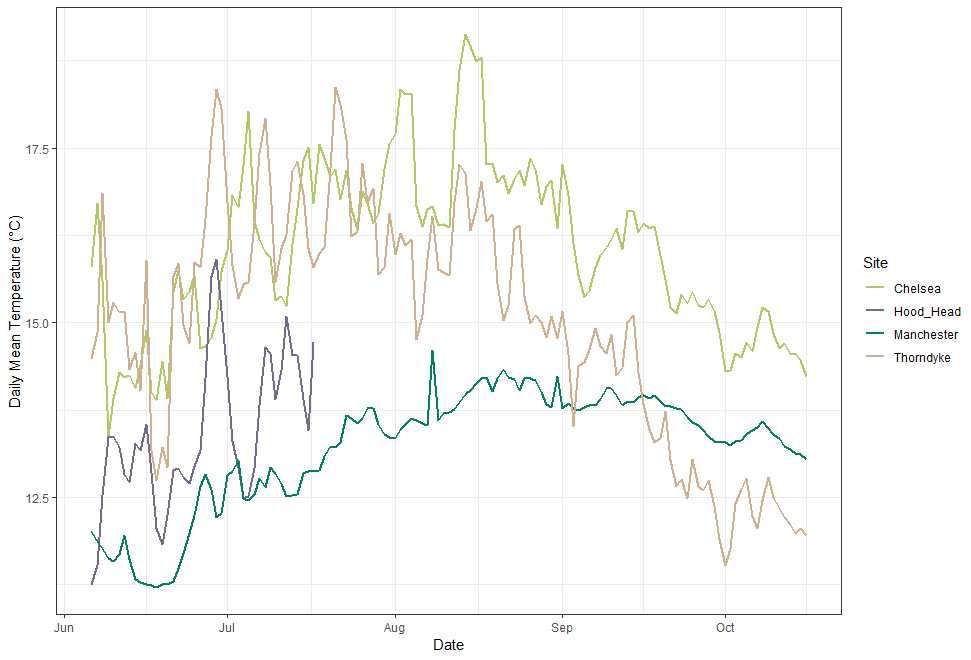 Daily Mean Temperature (°C)
17.5
15.0
12.5
Jun
Jul
Aug
Sep
Oct
Date
Site
Chelsea
Hood_Head
Manchester
Thorndyke